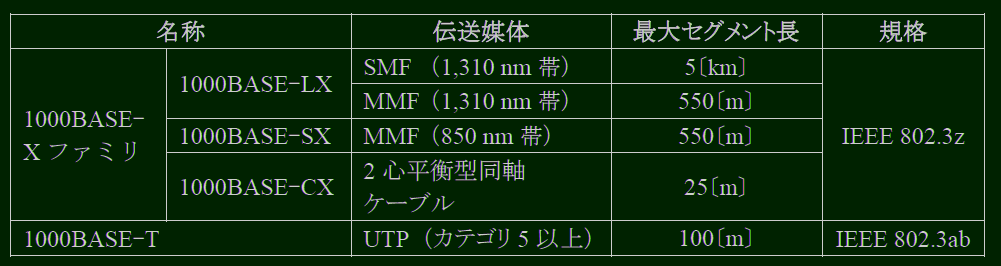 名称 伝送媒体 最大セグメント長 規格
1000BASE-Xファミリ 1000BASE-LX SMF（1,310 nm 帯） 5〔km〕 IEEE 802.3z
MMF（1,310 nm 帯） 550〔m〕
1000BASE-SX MMF（850 nm 帯） 550〔m〕
1000BASE-CX 2 心平衡型同軸
ケーブル 25〔m〕
1000BASE-T UTP（カテゴリ 5 以上） 100〔m〕 IEEE 802.3ab